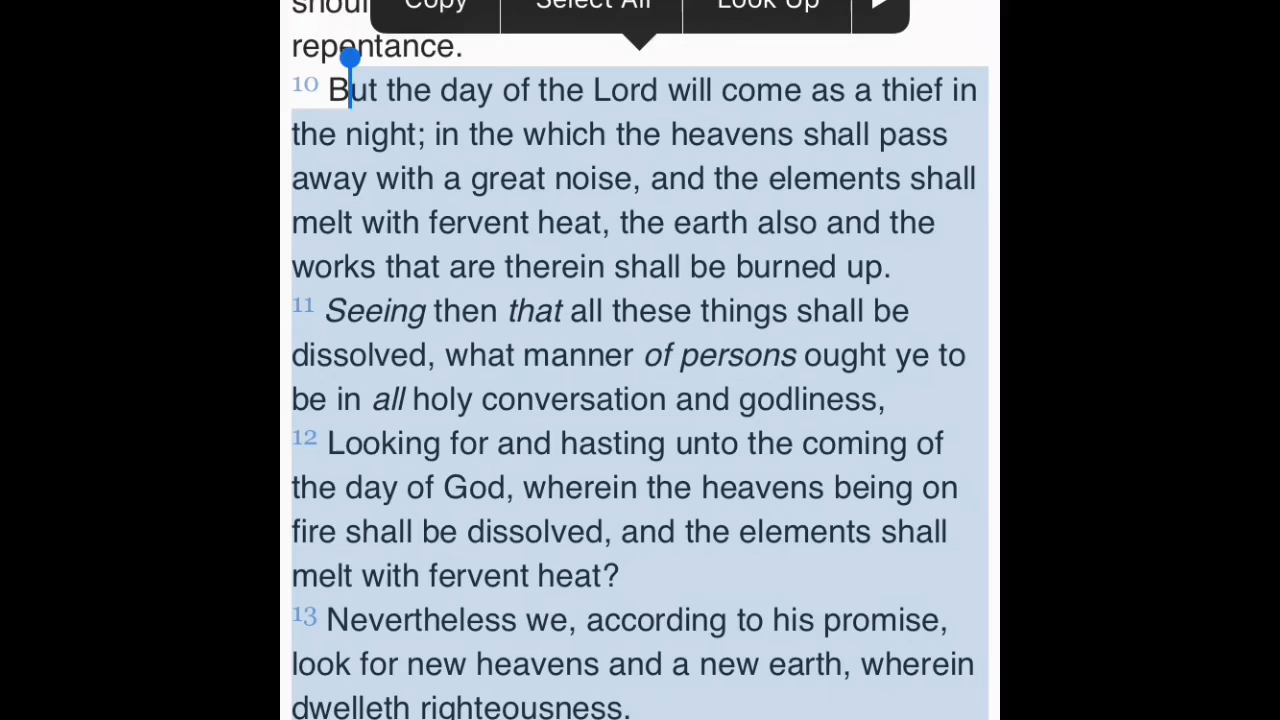 shoul
Copy Select All Look Up
repentance.
10 But the day of the Lord will come as a thief in
the night; in the which the heavens shall pass
away with a great noise, and the elements shall
melt with fervent heat, the earth also and the
works that are therein shall be burned up.
11 Seeing then that all these things shall be
dissolved, what manner of persons ought ye to
be in all holy conversation and godliness,
12 Looking for and hasting unto the coming of
the day of God, wherein the heavens being on
fire shall be dissolved, and the elements shall
melt with fervent heat?
13 Nevertheless we, according to his promise,
look for new heavens and a new earth, wherein
dwelleth righteousness.